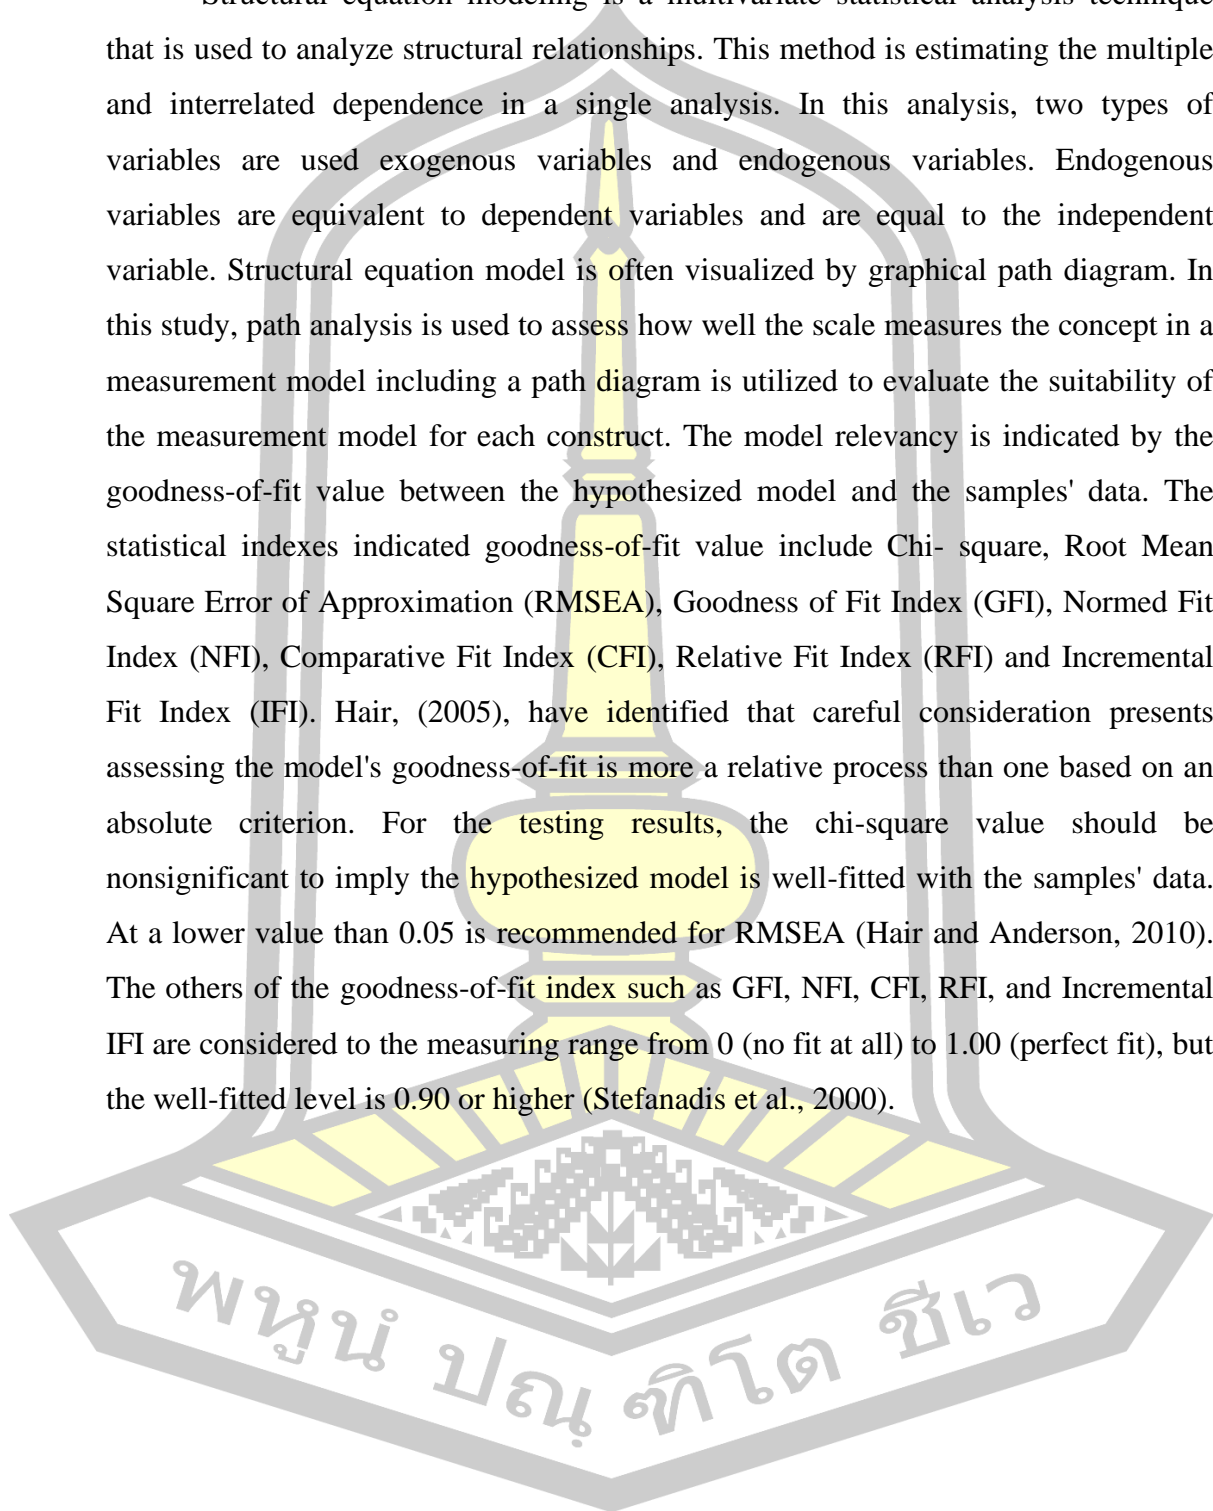 Structural equation modeling is a multivariate statistical analysis technique
that is used to analyze structural relationships. This method is estimating the multiple
and interrelated dependence in a single analysis. In this analysis, two types of
variables are used exogenous variables and endogenous variables. Endogenous
variables are equivalent to dependent variables and are equal to the independent
variable. Structural equation model is often visualized by graphical path diagram. In
this study, path analysis is used to assess how well the scale measures the concept in a
measurement model including a path diagram is utilized to evaluate the suitability of
the measurement model for each construct. The model relevancy is indicated by the
goodness-of-fit value between the hypothesized model and the samples' data. The
statistical indexes indicated goodness-of-fit value include Chi- square, Root Mean
Square Error of Approximation (RMSEA), Goodness of Fit Index (GFI), Normed Fit
Index (NFI), Comparative Fit Index (CFI), Relative Fit Index (RFI) and Incremental
Fit Index (IFI). Hair, (2005), have identified that careful consideration presents
assessing the model's goodness-of-fit is more a relative process than one based on an
absolute criterion. For the testing results, the chi-square value should be
nonsignificant to imply the hypothesized model is well-fitted with the samples' data.
At a lower value than 0.05 is recommended for RMSEA (Hair and Anderson, 2010).
The others of the goodness-of-fit index such as GFI, NFI, CFI, RFI, and Incremental
IFI are considered to the measuring range from 0 (no fit at all) to 1.00 (perfect fit), but
the well-fitted level is 0.90 or higher (Stefanadis et al., 2000).
พหูนํ ปณฺฑิโต ชีเว